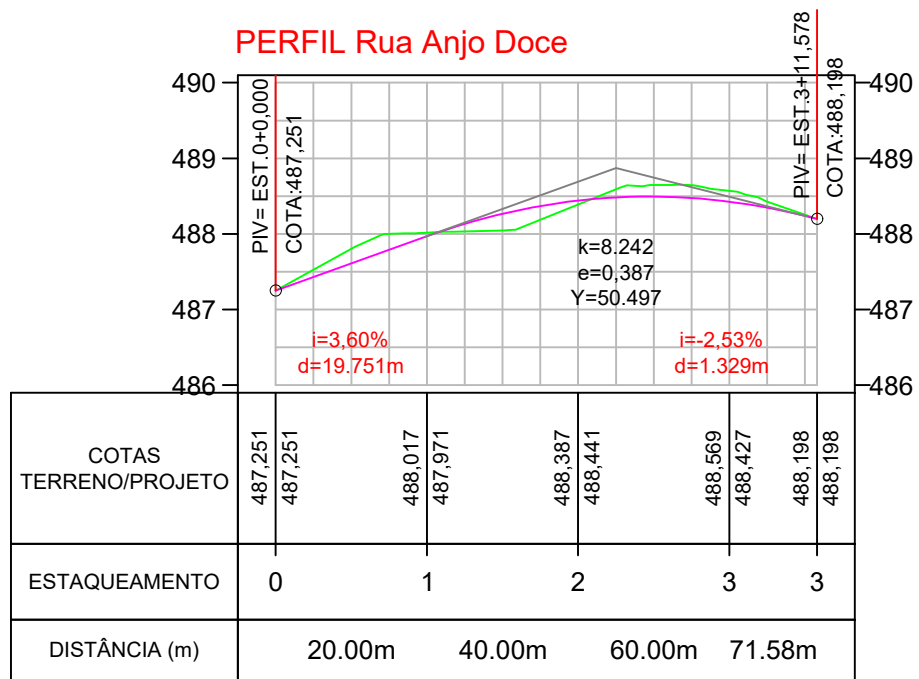 PERFIL Rua Anjo Doce
PIV= EST.0+0,000
COTA:487,251
PIV= EST.3+11,578
COTA:488,198
490
490
489
489
488
488
487
487
486
486
k=8.242
e=0,387
Y=50.497
i=3,60%
d=19.751m
i=-2,53%
d=1.329m
COTAS
TERRENO/PROJETO
487,251
487,251
488,017
487,971
488,387
488,441
488,569
488,427
488,198
488,198
ESTAQUEAMENTO
0
1
2
3
3
DISTÂNCIA (m)
20.00m
40.00m
60.00m
71.58m